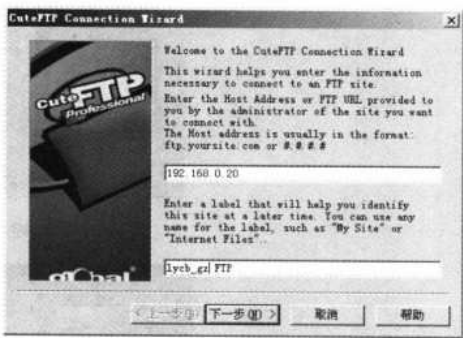 CuteFTP Connection Wizard
Welcome to the CuteFTP Connection Wizard
This wizard helps you enter the information
necessary to connect to an FTP site.
Enter the Host Address or FTP URL provided to
you by the administrator of the site you want
to connect with.
The Host address is usually in the format:
ftp.yoursite.com or #.#.#.#
192.168.0.20
Enter a label that will help you identify
this site at a later time. You can use any
name for the label, such as "My Site" or
"Internet Files"..
lycb_gz FTP
CuteFTP
Professional
< 上一步(B)
下一步(N) >
取消
帮助